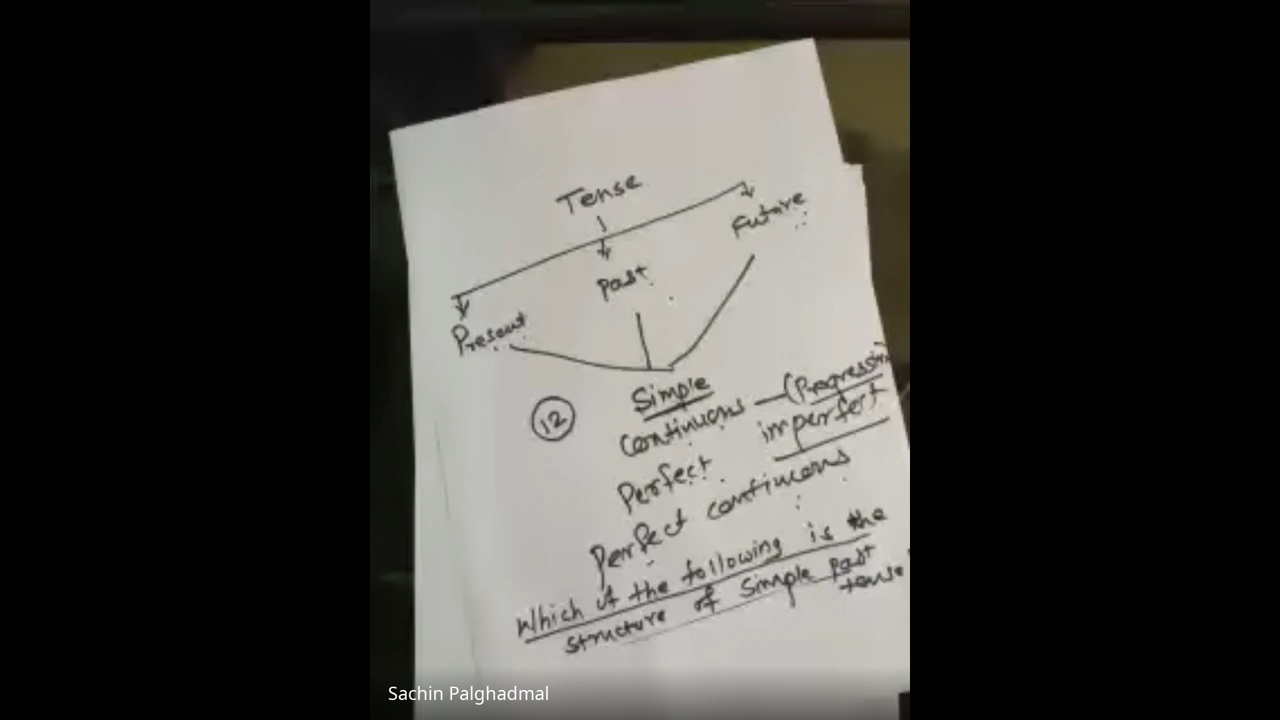 Tense
Future
Past
Present
Simple
12
Continuous — (Progressive)
imperfect
Perfect
Perfect continuous
Which of the following is the
structure of simple past
tense
Sachin Palghadmal